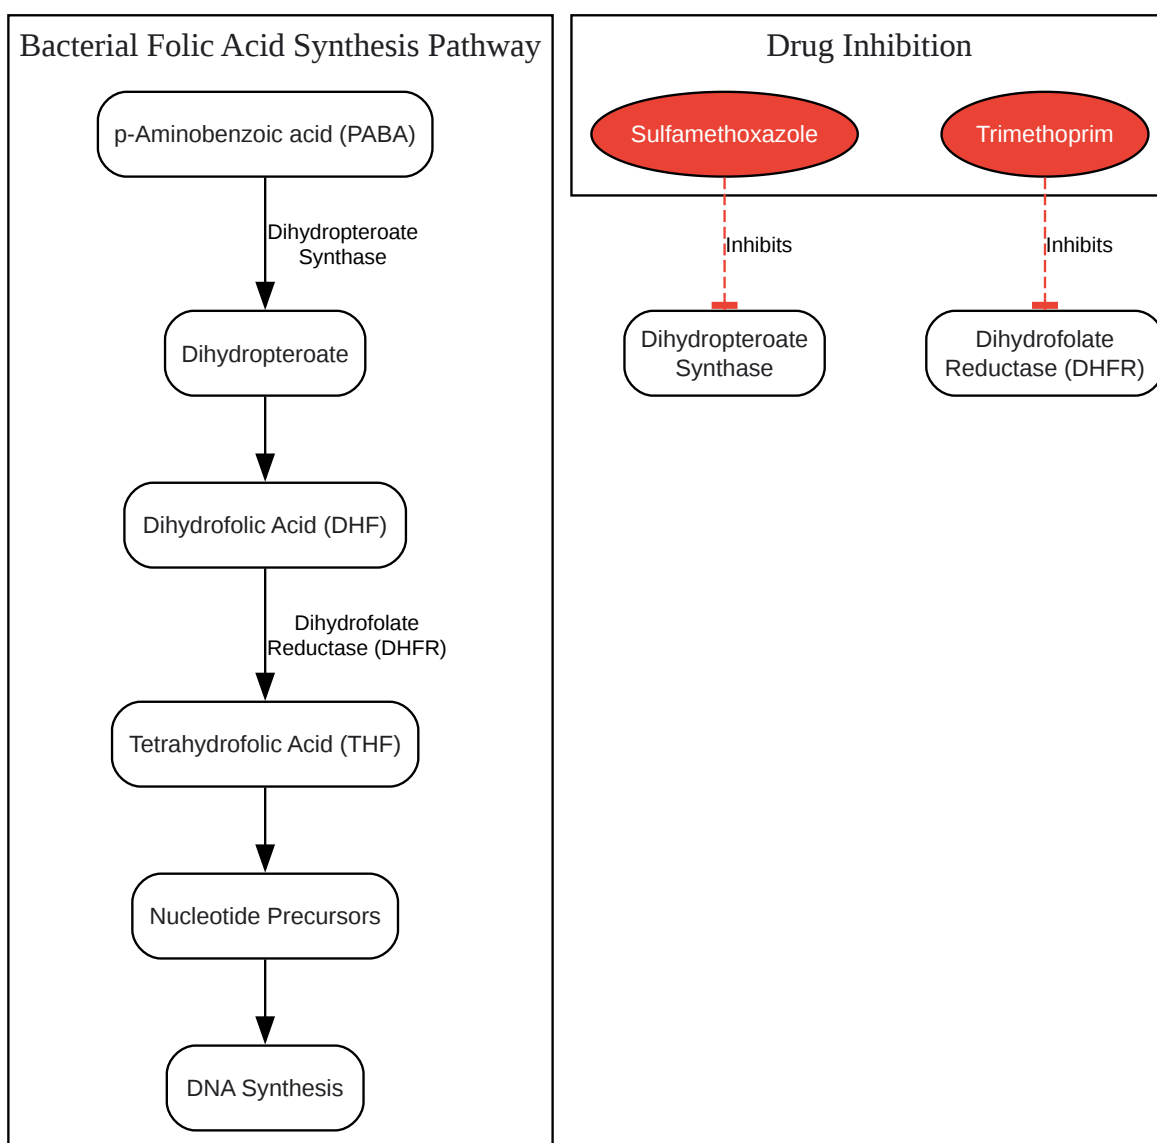 Bacterial Folic Acid Synthesis Pathway
p-Aminobenzoic acid (PABA)
Dihydropteroate
Synthase
Dihydropteroate
Dihydrofolic Acid (DHF)
Dihydrofolate
Reductase (DHFR)
Tetrahydrofolic Acid (THF)
Nucleotide Precursors
DNA Synthesis
Drug Inhibition
Sulfamethoxazole
Trimethoprim
Inhibits
Inhibits
Dihydropteroate
Synthase
Dihydrofolate
Reductase (DHFR)